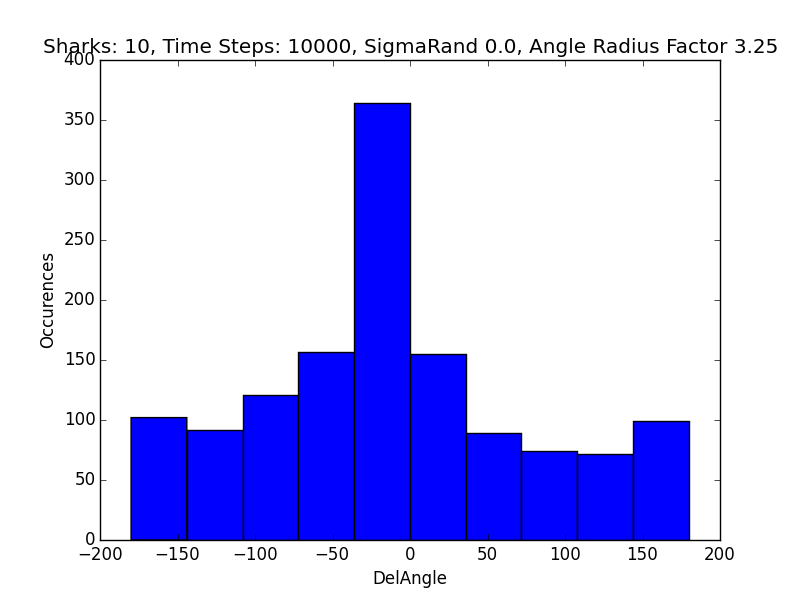 Sharks: 10, Time Steps: 10000, SigmaRand 0.0, Angle Radius Factor 3.25
400
350
300
250
200
150
100
50
0
Occurences
−200 −150 −100 −50 0 50 100 150 200
DelAngle